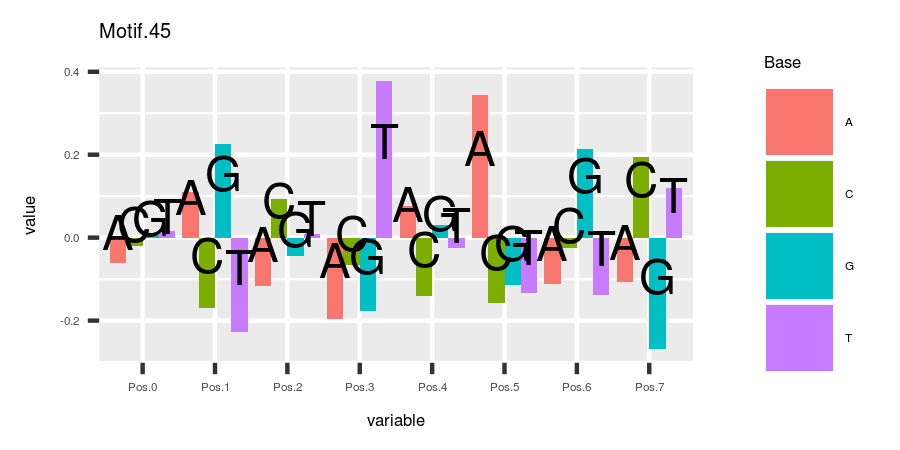 Motif.45
Base
0.4
0.2
0.0
-0.2
value
A C G T A C G T A C G T A C G T A C G T A C G T A C G T A C G T
Pos.0 Pos.1 Pos.2 Pos.3 Pos.4 Pos.5 Pos.6 Pos.7
variable
A
C
G
T